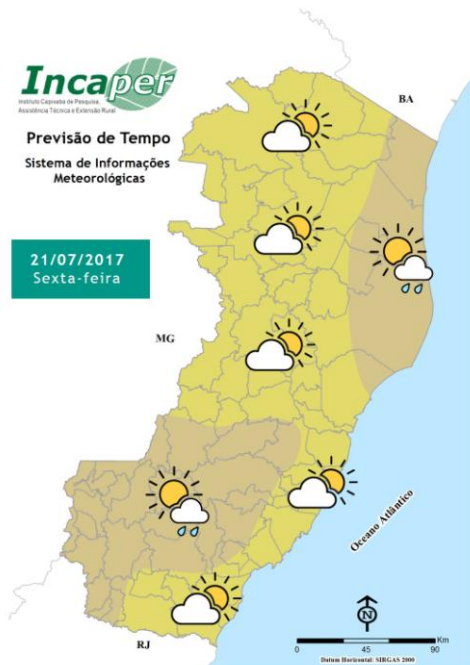 Incaper
Instituto Capixaba de Pesquisa,
Assistência Técnica e Extensão Rural
Previsão de Tempo
Sistema de Informações
Meteorológicas
21/07/2017
Sexta-feira
BA
MG
RJ
Oceano Atlântico
N
Km
0 45 90
Datum Horizontal: SIRGAS 2000